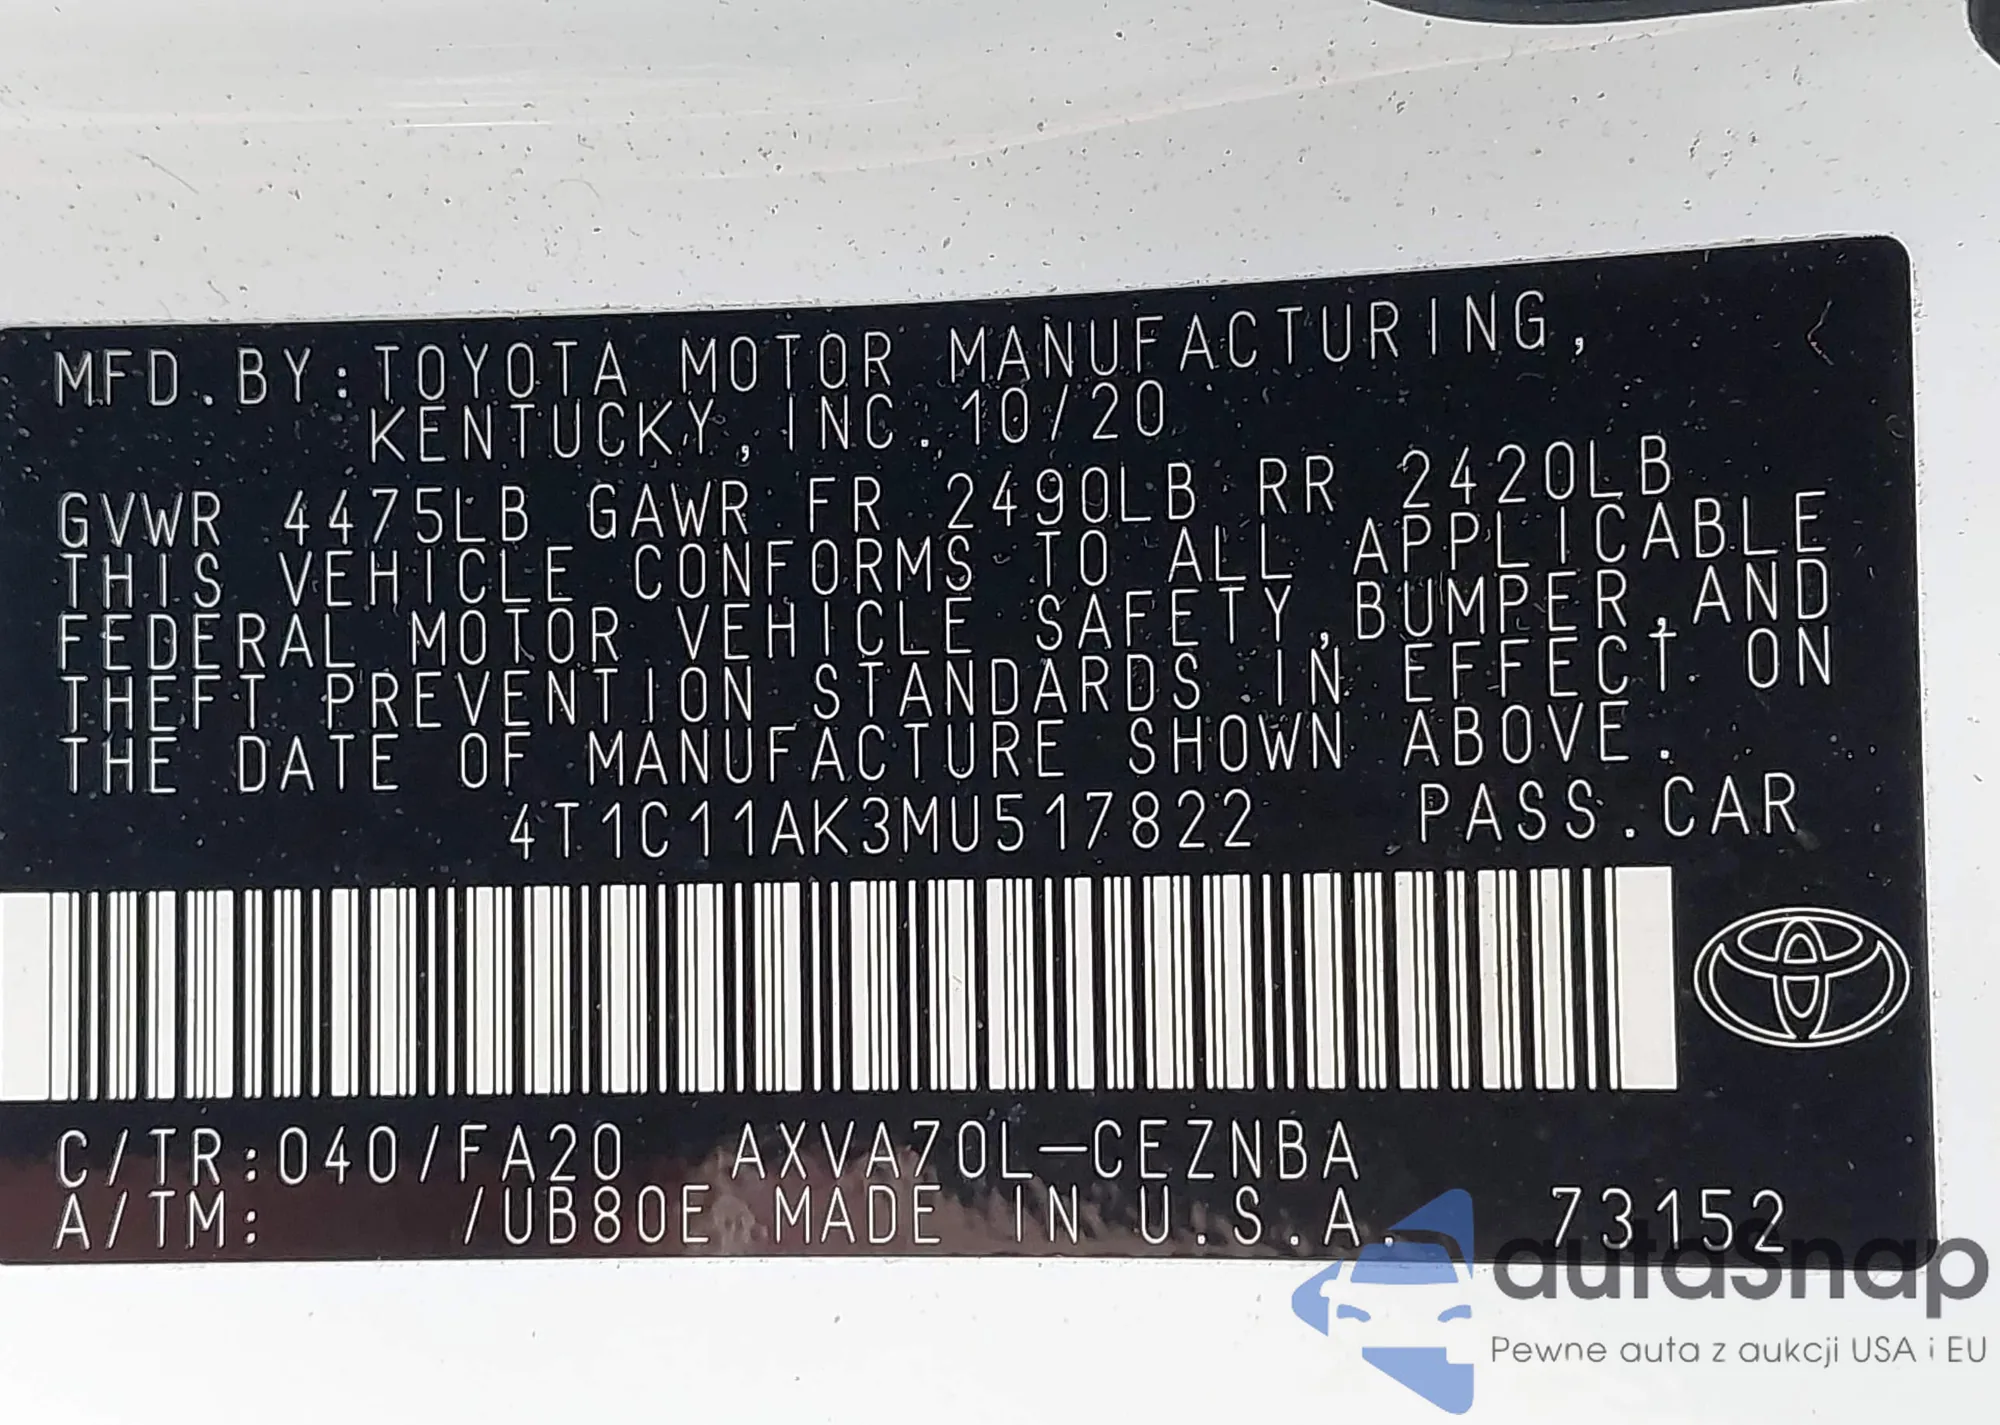 MFD.BY:TOYOTA MOTOR MANUFACTURING,
KENTUCKY,INC.10/20
GVWR 4475LB GAWR FR 2490LB RR 2420LB
THIS VEHICLE CONFORMS TO ALL APPLICABLE
FEDERAL MOTOR VEHICLE SAFETY,BUMPER,AND
THEFT PREVENTION STANDARDS IN EFFECT ON
THE DATE OF MANUFACTURE SHOWN ABOVE.
4T1C11AK3MU517822 PASS.CAR
C/TR:040/FA20 AXVA70L-CEZNBA
A/TM: /UB80E MADE IN U.S.A. 73152
autaSnap
Pewne auta z aukcji USA i EU